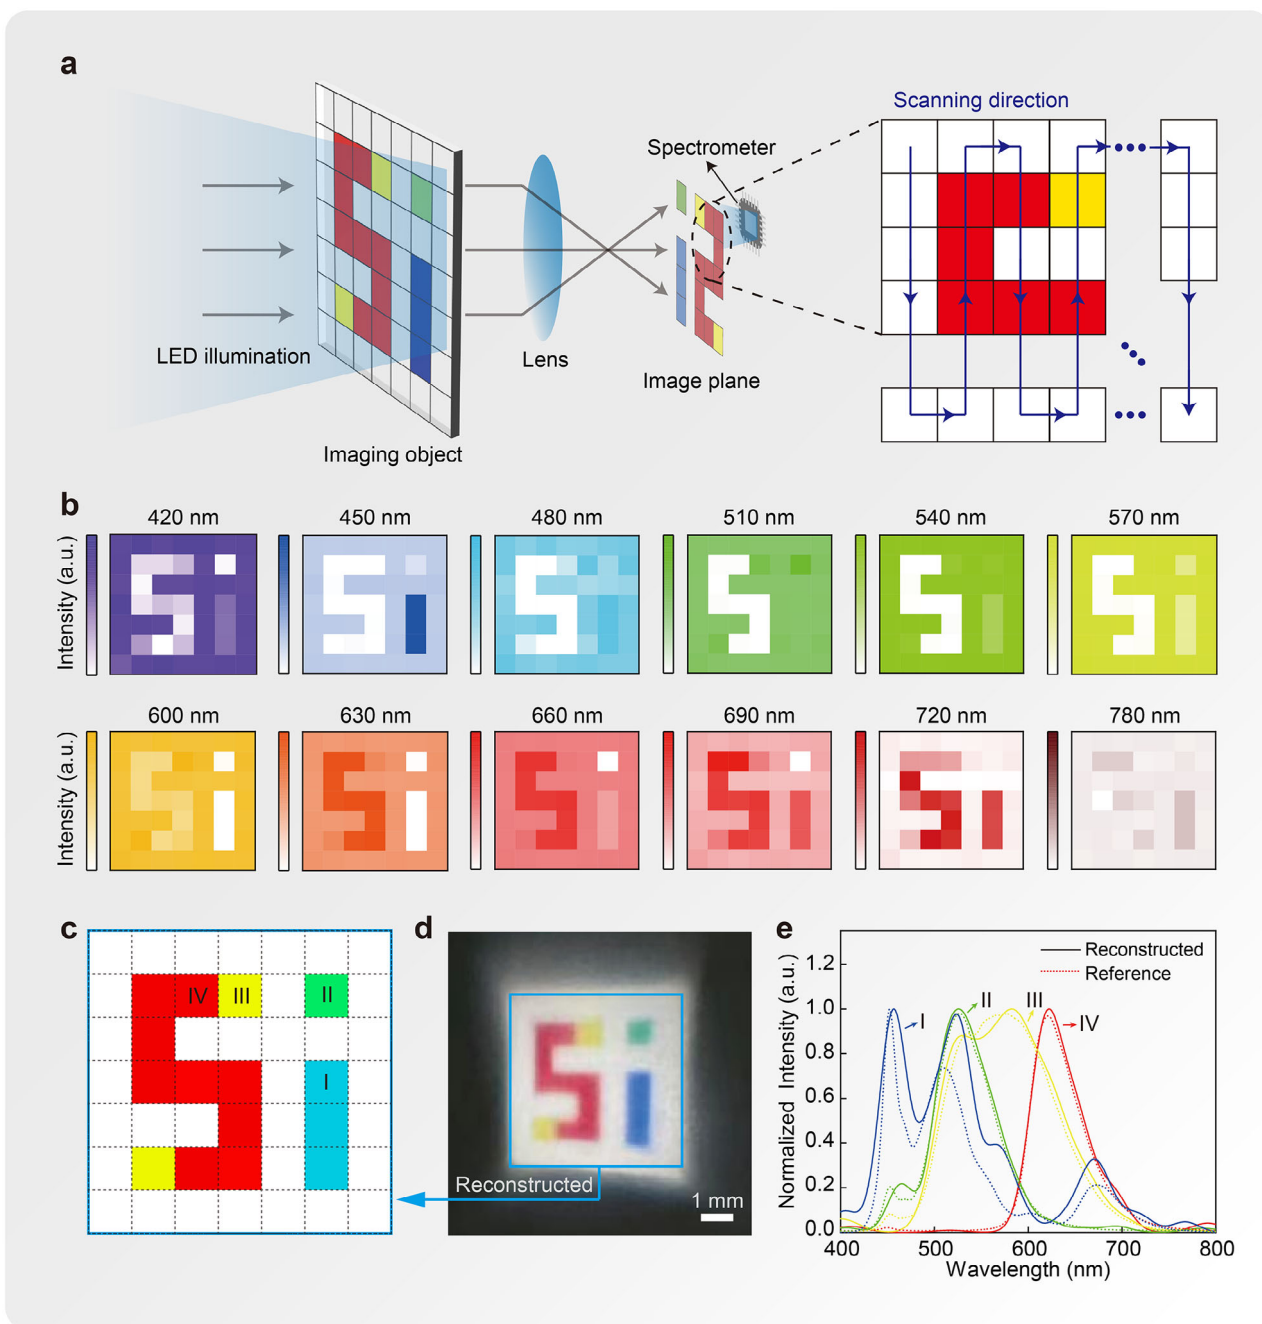 a
Scanning direction
Spectrometer
LED illumination
Lens
Image plane
Imaging object
b
420 nm
450 nm
480 nm
510 nm
540 nm
570 nm
Intensity (a.u.)
600 nm
630 nm
660 nm
690 nm
720 nm
780 nm
Intensity (a.u.)
c
IV
III
II
I
d
Reconstructed
1 mm
e
Normalized Intensity (a.u.)
1.2
1.0
0.8
0.6
0.4
0.2
0.0
Reconstructed
Reference
I
II
III
IV
400
500
600
700
800
Wavelength (nm)